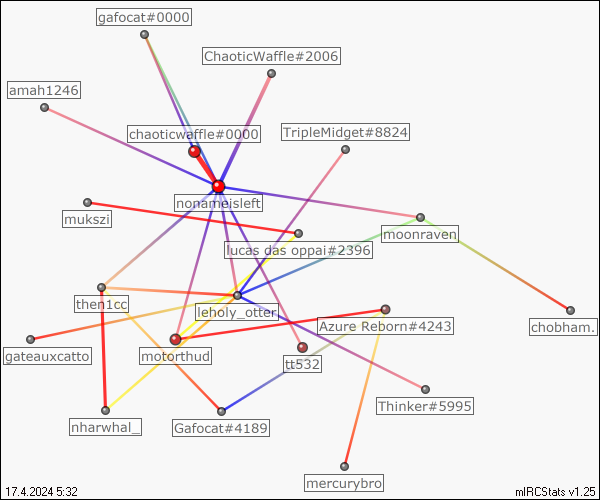 gafocat#0000
ChaoticWaffle#2006
amah1246
chaoticwaffle#0000
TripleMidget#8824
nonameisleft
mukszi
moonraven
lucas das oppai#2396
then1cc
leholy_otter
Azure Reborn#4243
chobham.
gateauxcatto
motorthud
tt532
Thinker#5995
nharwhal_
Gafocat#4189
mercurybro
17.4.2024 5:32
mIRCStats v1.25